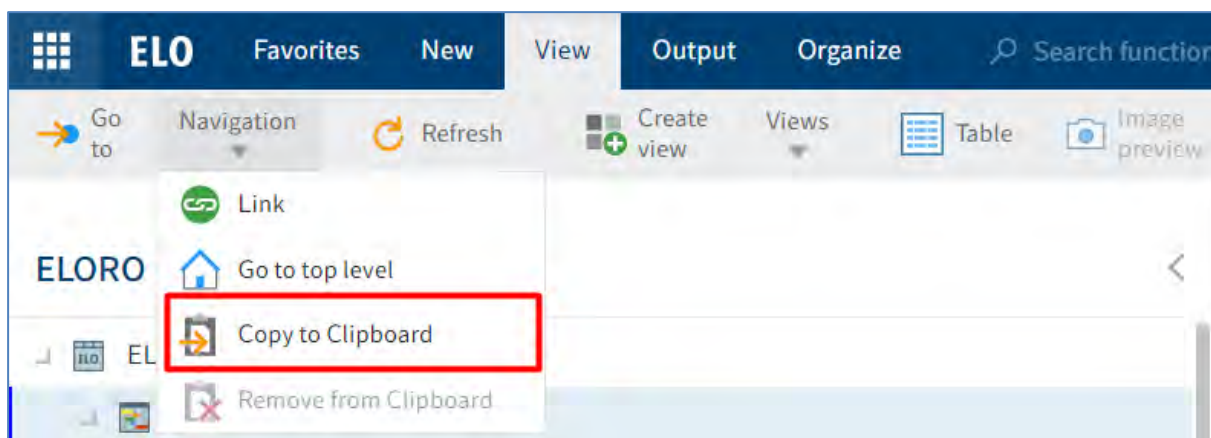 ELO Favorites New View Output Organize Search function
Go to Navigation Refresh Create view Views Table Image preview
Link
ELORO Go to top level
Copy to Clipboard
EL
Remove from Clipboard